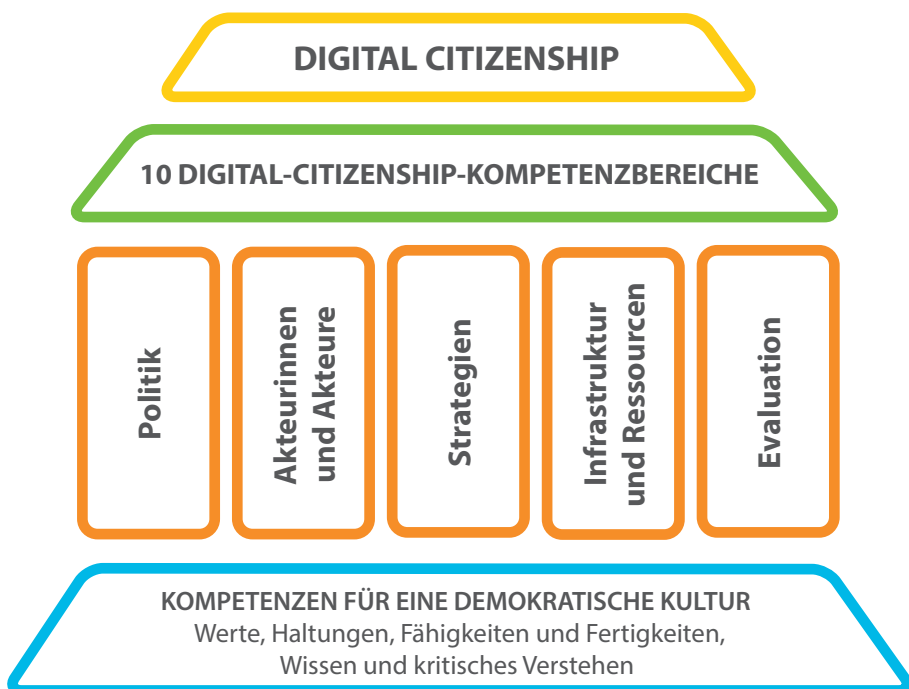 DIGITAL CITIZENSHIP
10 DIGITAL-CITIZENSHIP-KOMPETENZBEREICHE
Politik
Akteurinnen
und Akteure
Strategien
Infrastruktur
und Ressourcen
Evaluation
KOMPETENZEN FÜR EINE DEMOKRATISCHE KULTUR
Werte, Haltungen, Fähigkeiten und Fertigkeiten,
Wissen und kritisches Verstehen